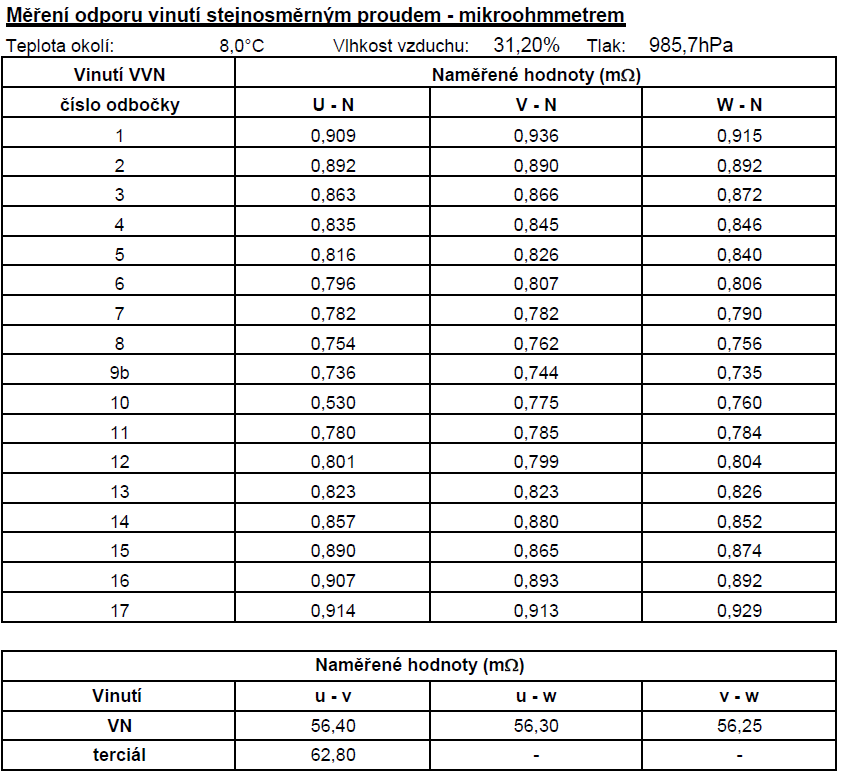 Měření odporu vinutí stejnosměrným proudem - mikroohmmetrem
Teplota okolí: 8,0°C Vlhkost vzduchu: 31,20% Tlak: 985,7hPa
Vinutí VVN Naměřené hodnoty (mΩ)
číslo odbočky U - N V - N W - N
1 0,909 0,936 0,915
2 0,892 0,890 0,892
3 0,863 0,866 0,872
4 0,835 0,845 0,846
5 0,816 0,826 0,840
6 0,796 0,807 0,806
7 0,782 0,782 0,790
8 0,754 0,762 0,756
9b 0,736 0,744 0,735
10 0,530 0,775 0,760
11 0,780 0,785 0,784
12 0,801 0,799 0,804
13 0,823 0,823 0,826
14 0,857 0,880 0,852
15 0,890 0,865 0,874
16 0,907 0,893 0,892
17 0,914 0,913 0,929
Naměřené hodnoty (mΩ)
Vinutí u - v u - w v - w
VN 56,40 56,30 56,25
terciál 62,80 - -